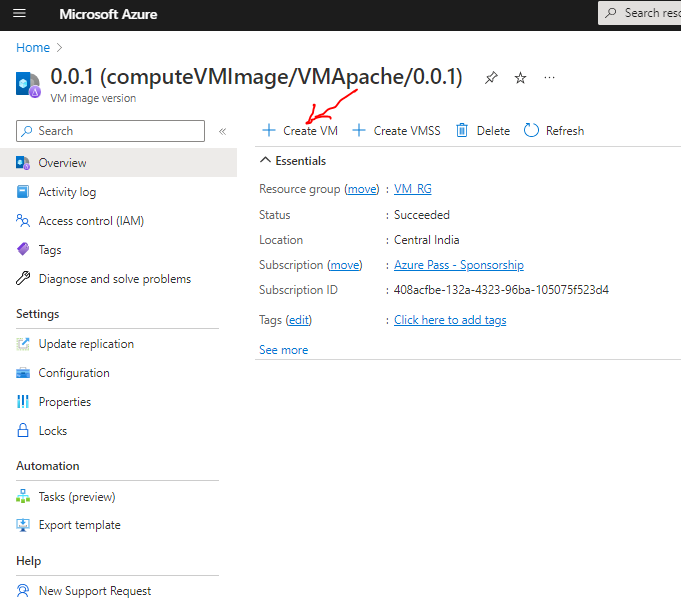 Microsoft Azure
Search reso
Home
0.0.1 (computeVMImage/VMApache/0.0.1)
VM image version
Search
Create VM
Create VMSS
Delete
Refresh
Overview
Activity log
Access control (IAM)
Tags
Diagnose and solve problems
Settings
Update replication
Configuration
Properties
Locks
Automation
Tasks (preview)
Export template
Help
New Support Request
Essentials
Resource group (move) : VM_RG
Status : Succeeded
Location : Central India
Subscription (move) : Azure Pass - Sponsorship
Subscription ID : 408acfbe-132a-4323-96ba-105075f523d4
Tags (edit) : Click here to add tags
See more